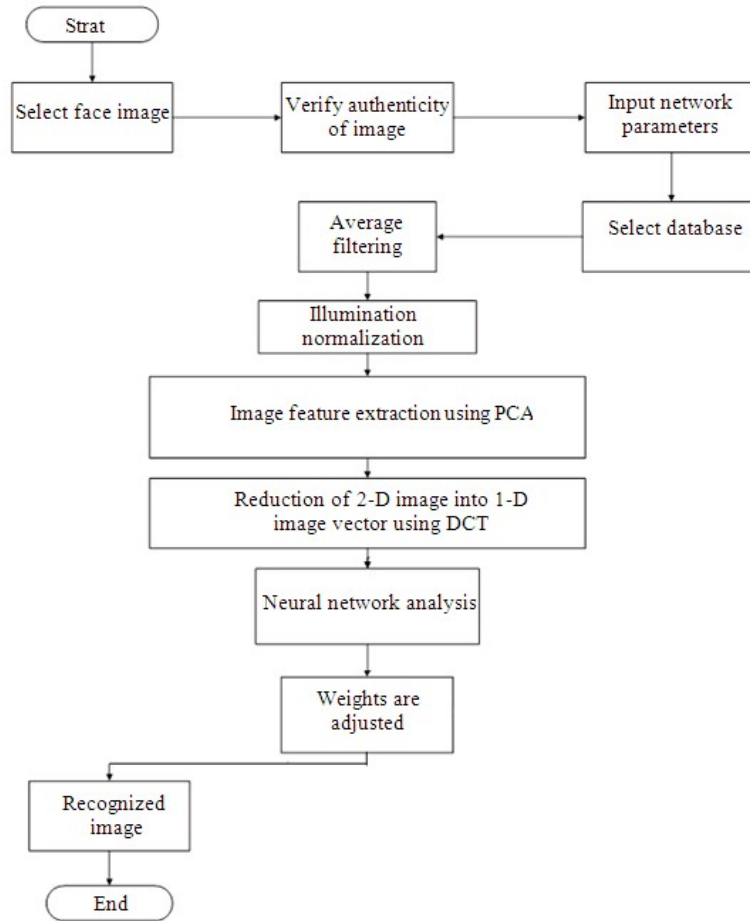 Strat
Select face image
Verify authenticity
of image
Input network
parameters
Select database
Average
filtering
Illumination
normalization
Image feature extraction using PCA
Reduction of 2-D image into 1-D
image vector using DCT
Neural network analysis
Weights are
adjusted
Recognized
image
End